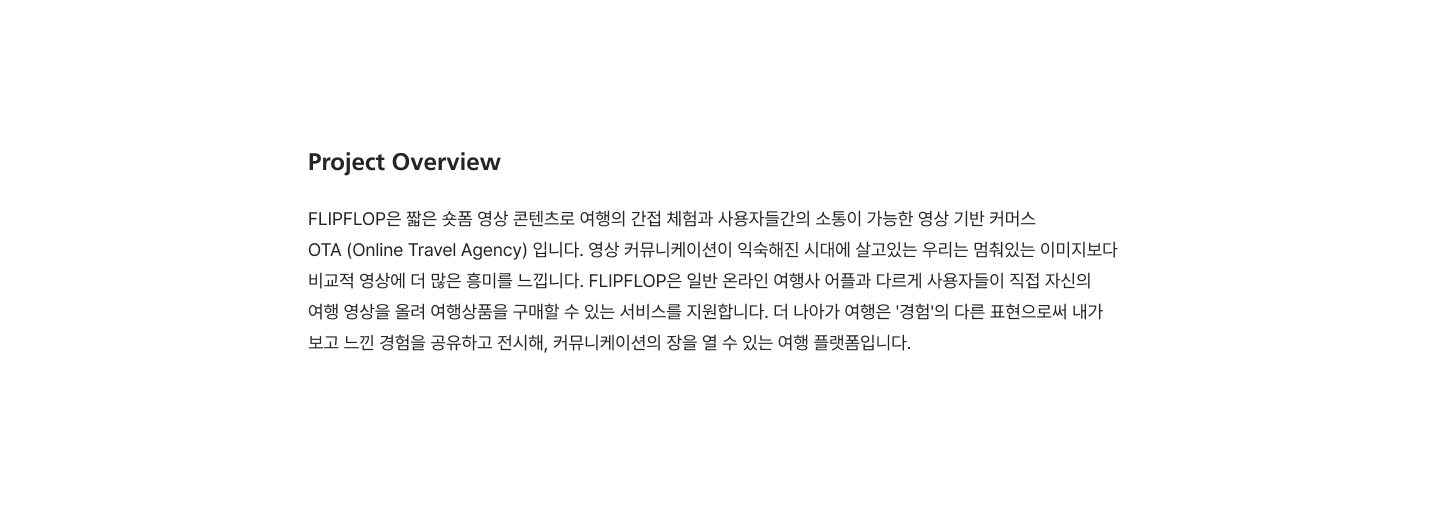 Project Overview
FLIPFLOP은 짧은 숏폼 영상 콘텐츠로 여행의 간접 체험과 사용자들간의 소통이 가능한 영상 기반 커머스
OTA (Online Travel Agency) 입니다. 영상 커뮤니케이션이 익숙해진 시대에 살고있는 우리는 멈춰있는 이미지보다
비교적 영상에 더 많은 흥미를 느낍니다. FLIPFLOP은 일반 온라인 여행사 어플과 다르게 사용자들이 직접 자신의
여행 영상을 올려 여행상품을 구매할 수 있는 서비스를 지원합니다. 더 나아가 여행은 '경험'의 다른 표현으로써 내가
보고 느낀 경험을 공유하고 전시해, 커뮤니케이션의 장을 열 수 있는 여행 플랫폼입니다.